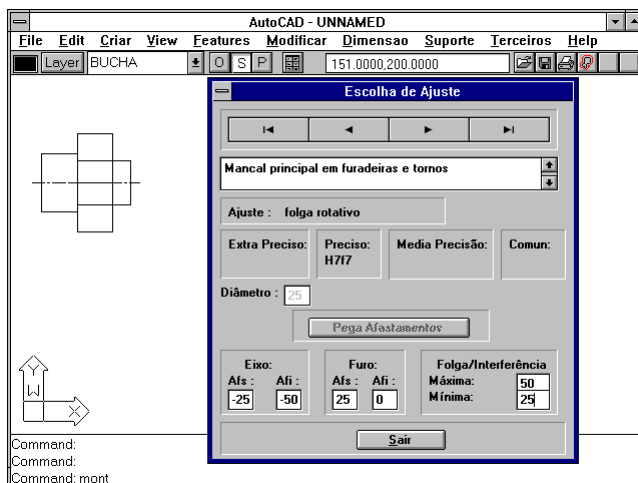 AutoCAD - UNNAMED
File Edit Criar View Features Modificar Dimensao Suporte Terceiros Help
Layer BUCHA O S P 151.0000,200.0000
Escolha de Ajuste
Mancal principal em furadeiras e tornos
Ajuste : folga rotativo
Extra Preciso: Preciso: Media Precisão: Comun:
H7f7
Diâmetro : 25
Pega Afastamentos
Eixo: Furo: Folga/Interferência
Afs : Afi : Afs : Afi : Máxima: 50
-25 -50 25 0 Mínima: 25
Sair
Y
W
X
Command:
Command:
Command: mont